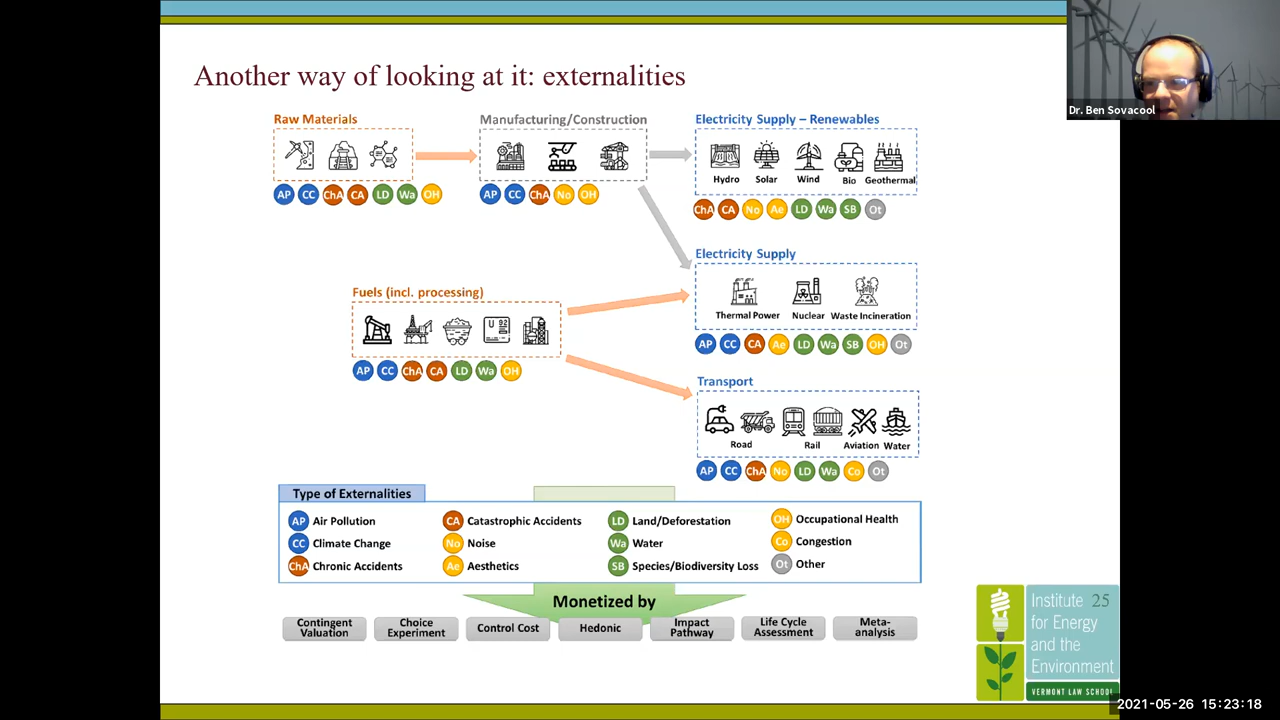 Another way of looking at it: externalities
Dr. Ben Sovacool
Raw Materials
AP CC ChA CA LD Wa OH
Manufacturing/Construction
AP CC ChA No OH
Electricity Supply – Renewables
Hydro Solar Wind Bio Geothermal
ChA CA No Ae LD Wa SB Ot
Electricity Supply
Thermal Power Nuclear Waste Incineration
AP CC CA Ae LD Wa SB OH Ot
Fuels (incl. processing)
AP CC ChA CA LD Wa OH
Transport
Road Rail Aviation Water
AP CC ChA No LD Wa Co Ot
Type of Externalities
AP Air Pollution
CC Climate Change
ChA Chronic Accidents
CA Catastrophic Accidents
No Noise
Ae Aesthetics
LD Land/Deforestation
Wa Water
SB Species/Biodiversity Loss
OH Occupational Health
Co Congestion
Ot Other
Monetized by
Contingent
Valuation
Choice
Experiment
Control Cost
Hedonic
Impact
Pathway
Life Cycle
Assessment
Meta-
analysis
Institute 25
for Energy
and the
Environment
VERMONT LAW SCHOOL
2021-05-26 15:23:18